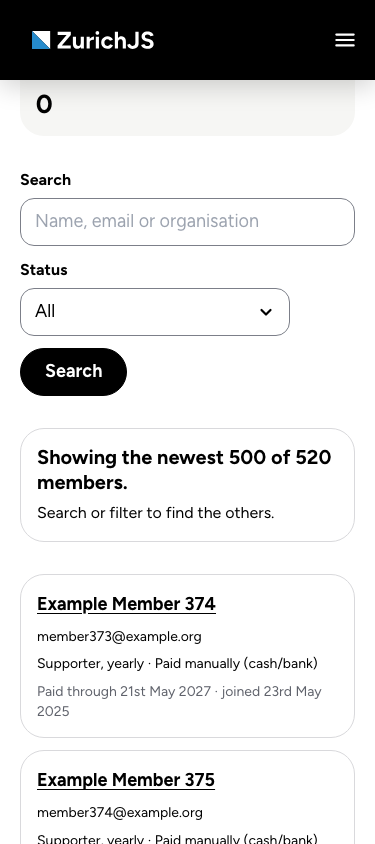 ZurichJS
0
Search
Name, email or organisation
Status
All
Search
Showing the newest 500 of 520
members.
Search or filter to find the others.
Example Member 374
member373@example.org
Supporter, yearly · Paid manually (cash/bank)
Paid through 21st May 2027 · joined 23rd May
2025
Example Member 375
member374@example.org
Supporter, yearly · Paid manually (cash/bank)